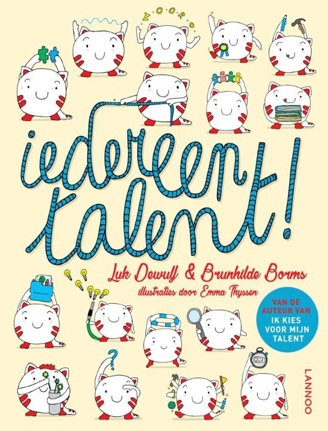 iedereen
talent!
Luk Dewulf & Brunhilde Borms
illustraties door Emma Thyssen
VAN DE
AUTEUR VAN
IK KIES
VOOR MIJN
TALENT
LANNOO